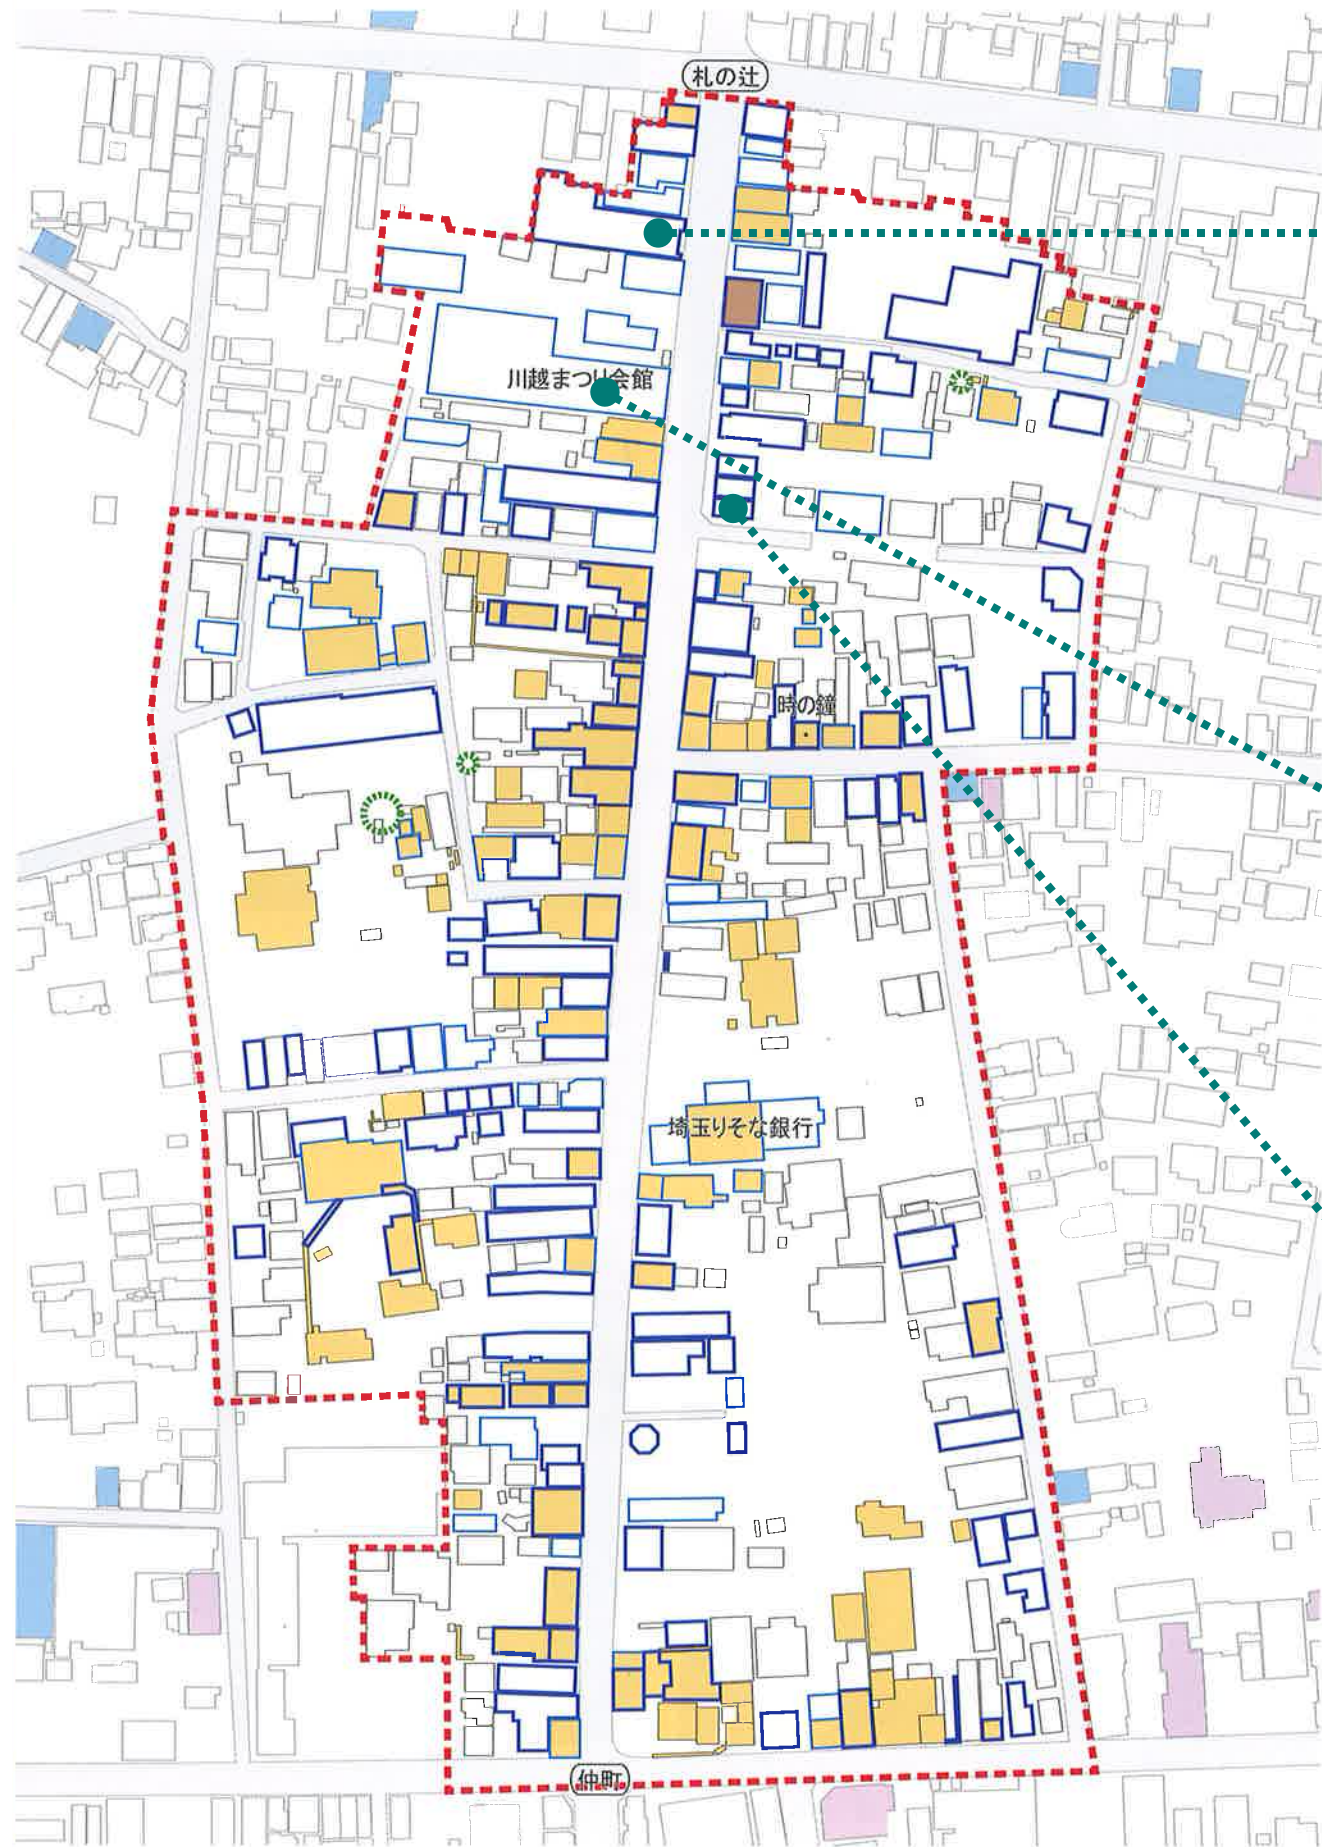 札の辻
川越まつり会館
時の鐘
埼玉りそな銀行
仲町